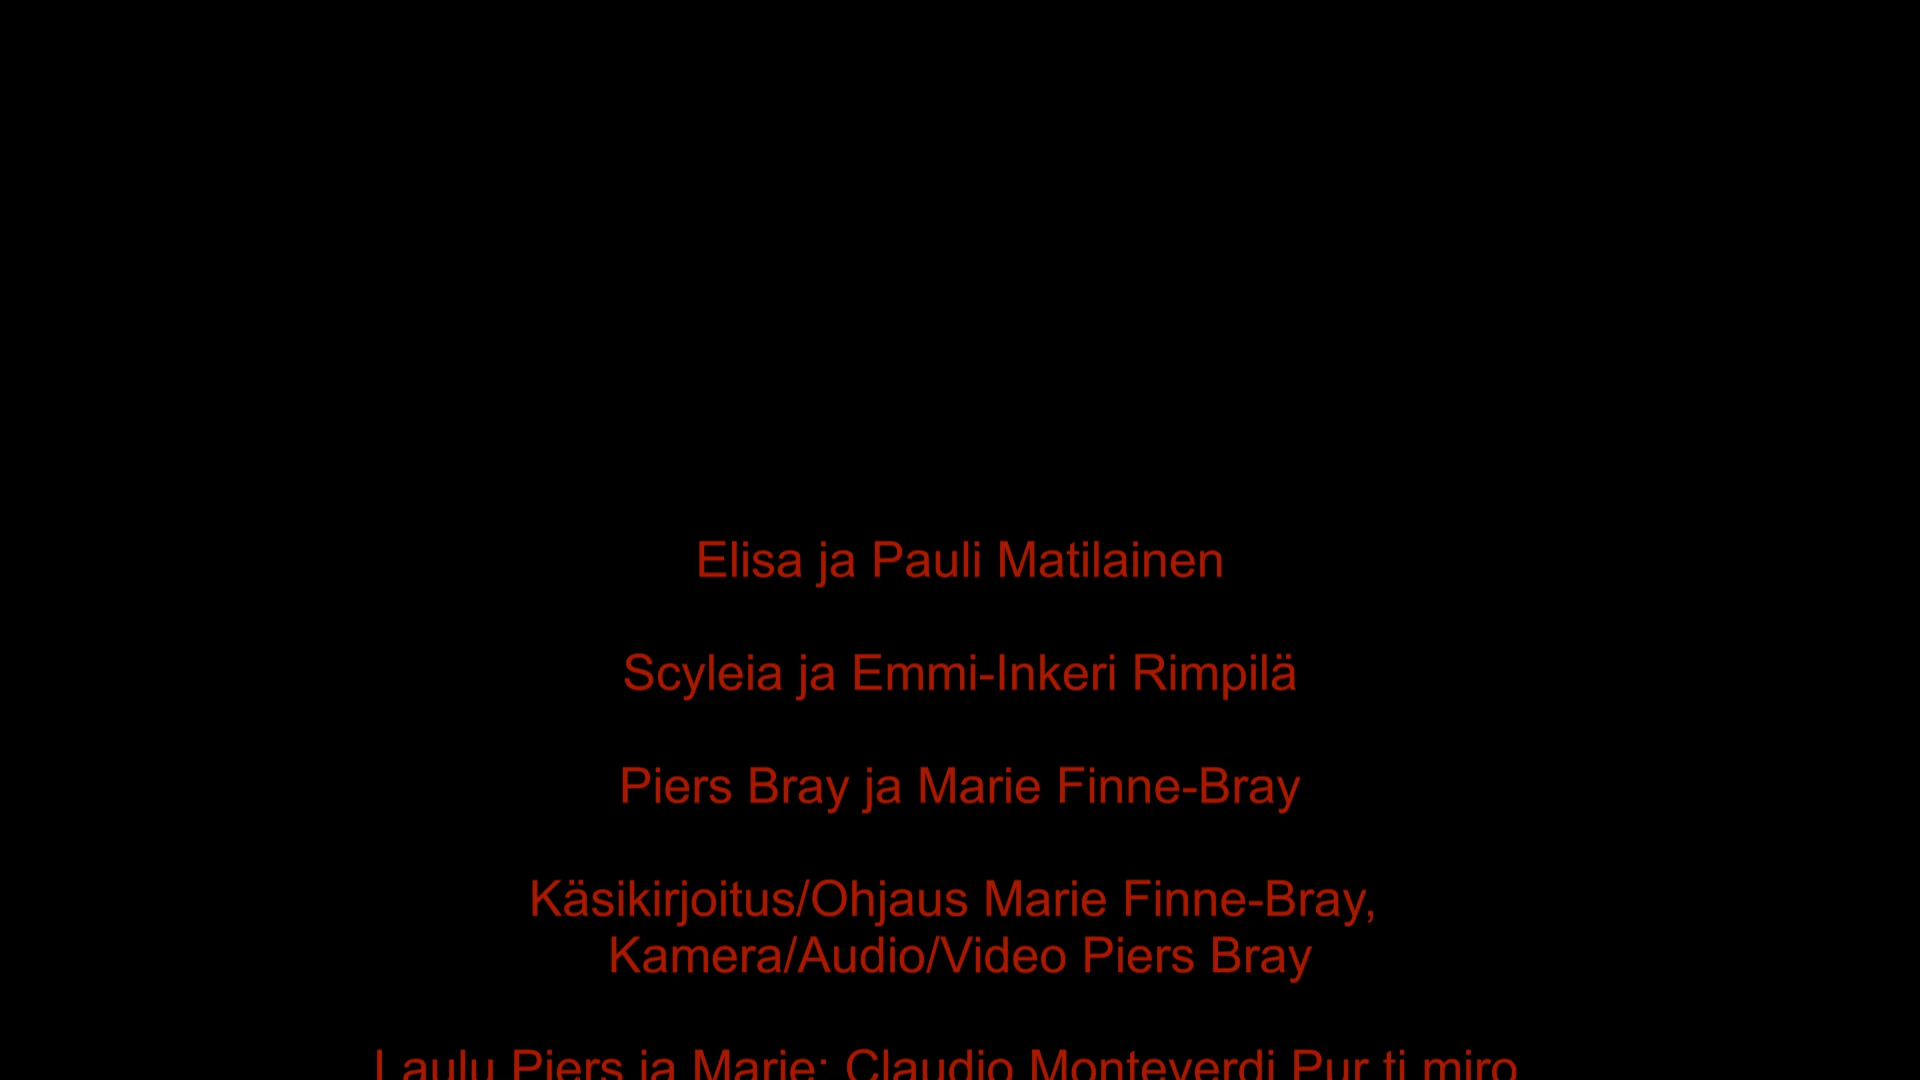 Elisa ja Pauli Matilainen
Scyleia ja Emmi-Inkeri Rimpilä
Piers Bray ja Marie Finne-Bray
Käsikirjoitus/Ohjaus Marie Finne-Bray,
Kamera/Audio/Video Piers Bray
Laulu Piers ja Marie: Claudio Monteverdi Pur ti miro